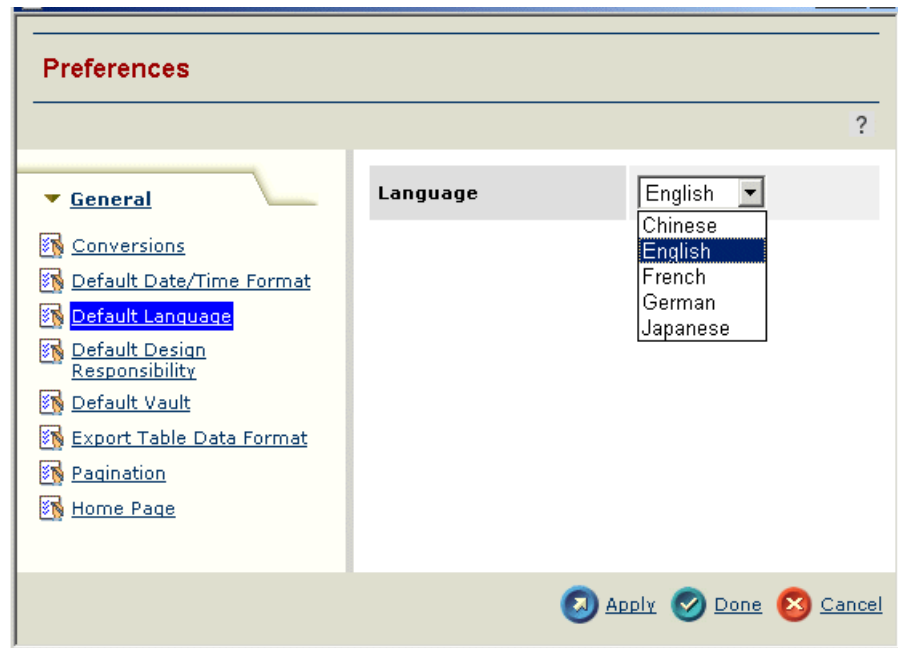 Preferences
?
General
Conversions
Default Date/Time Format
Default Language
Default Design
Responsibility
Default Vault
Export Table Data Format
Pagination
Home Page
Language
English
Chinese
English
French
German
Japanese
Apply Done Cancel